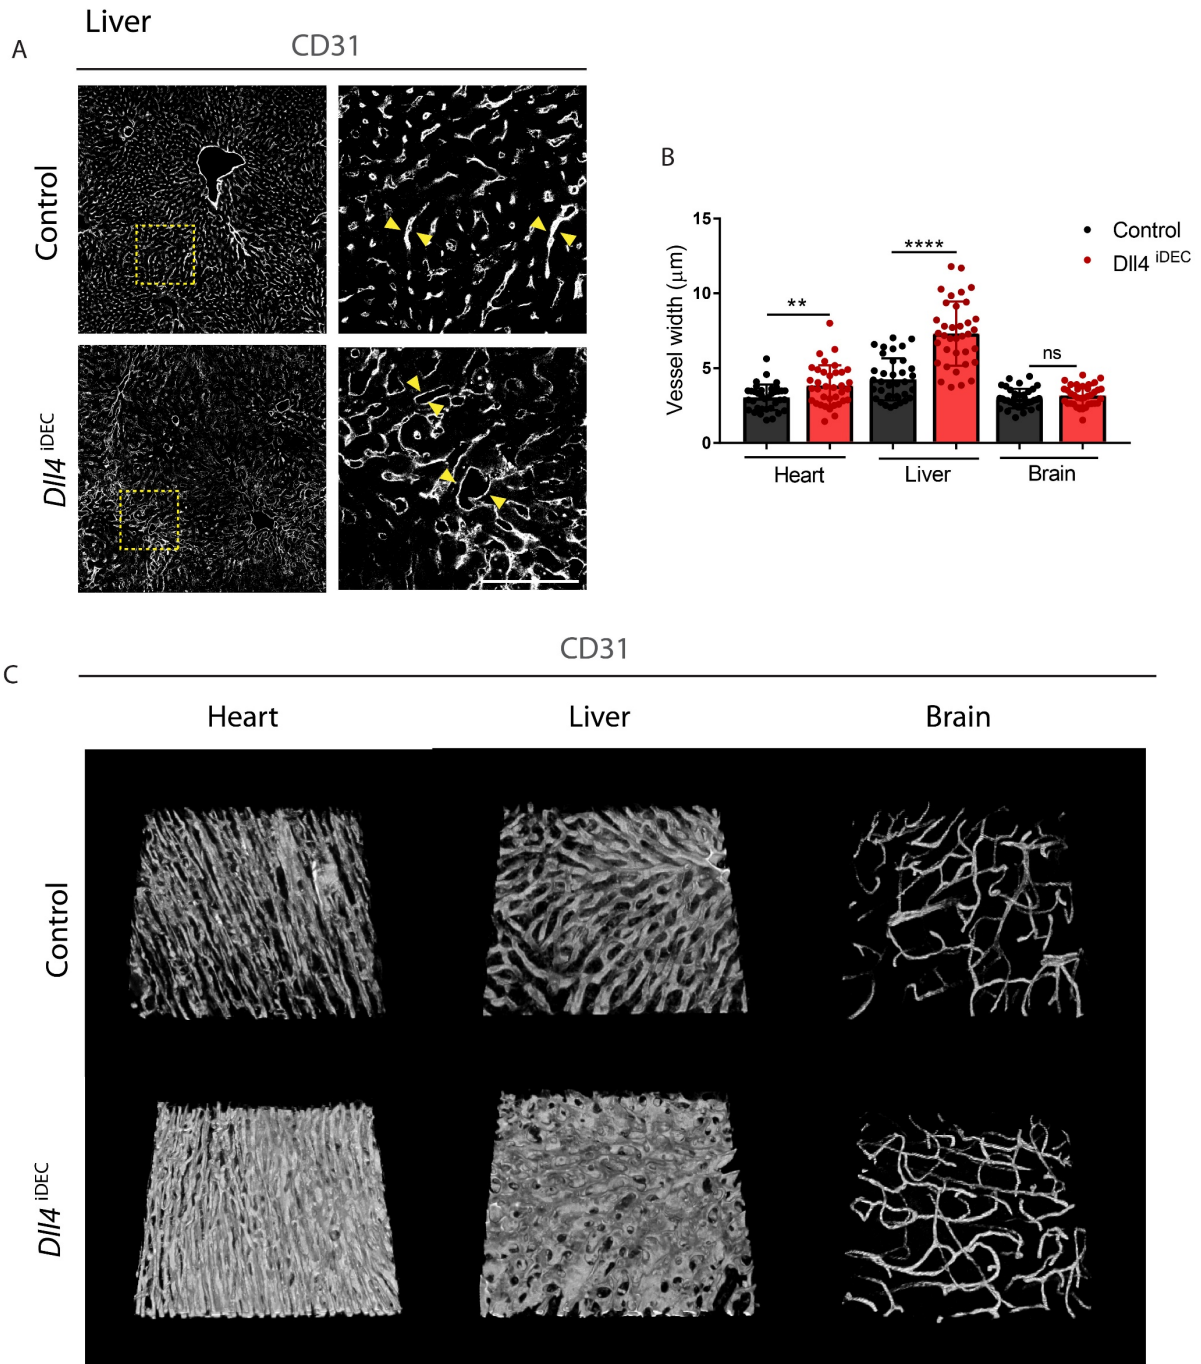 Liver
A
CD31
Control
Dll4 iDEC
B
Vessel width (μm)
15
10
5
0
**
****
ns
Control
Dll4 iDEC
Heart
Liver
Brain
CD31
C
Heart
Liver
Brain
Control
Dll4 iDEC